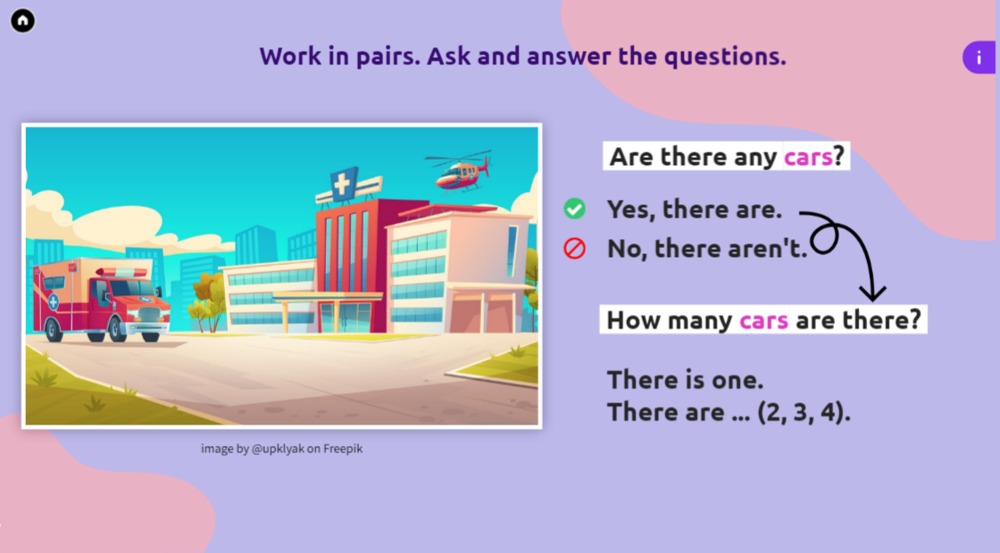 Work in pairs. Ask and answer the questions.
i
Are there any cars?
Yes, there are.
No, there aren't.
How many cars are there?
There is one.
There are ... (2, 3, 4).
image by @upklyak on Freepik